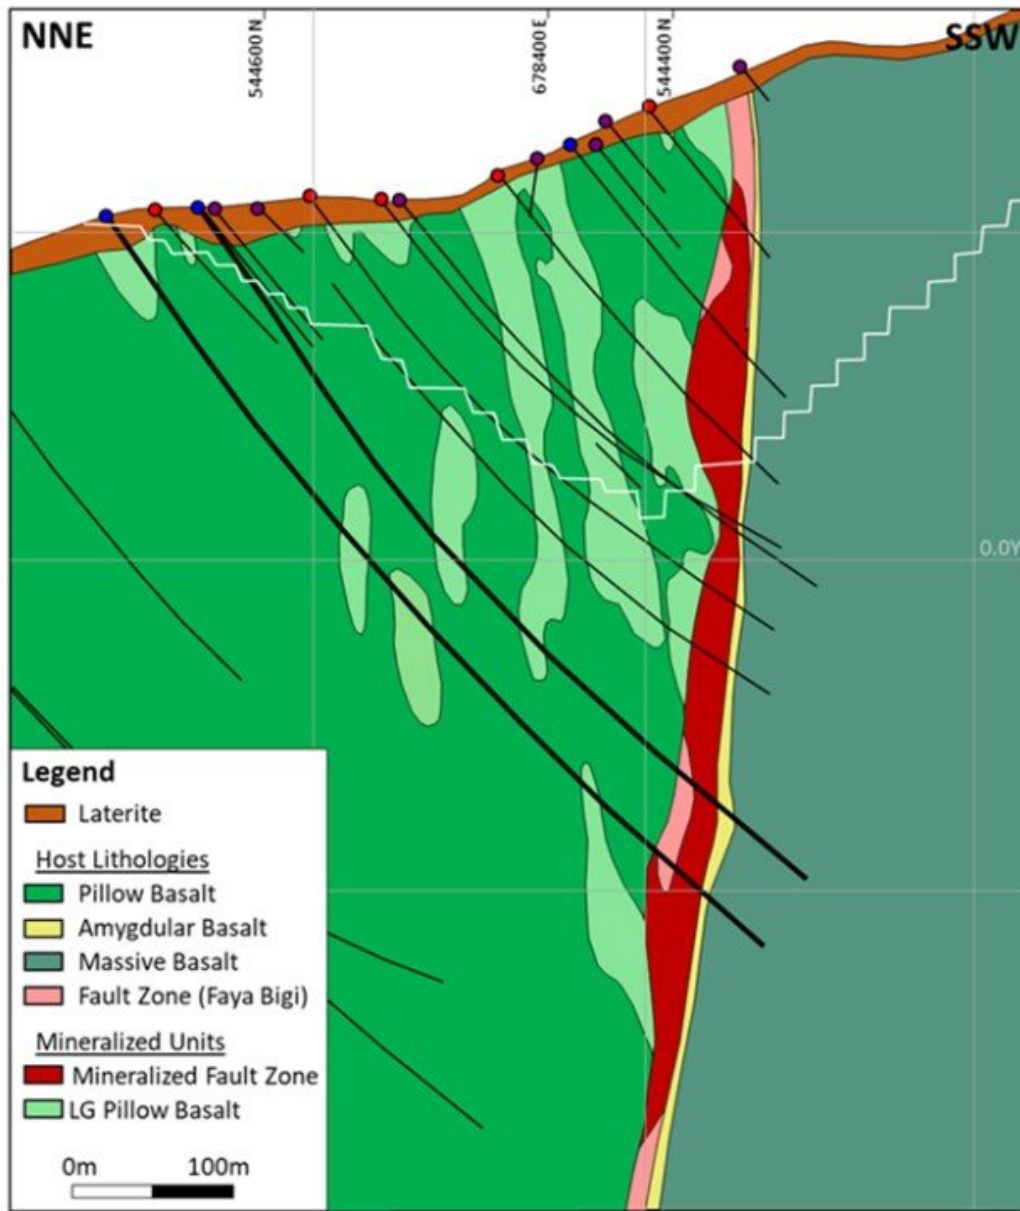 NNE
544600 N
678400 E
544400 N
SSW
0.0Y
Legend
Laterite
Host Lithologies
Pillow Basalt
Amygdular Basalt
Massive Basalt
Fault Zone (Faya Bigi)
Mineralized Units
Mineralized Fault Zone
LG Pillow Basalt
0m 100m